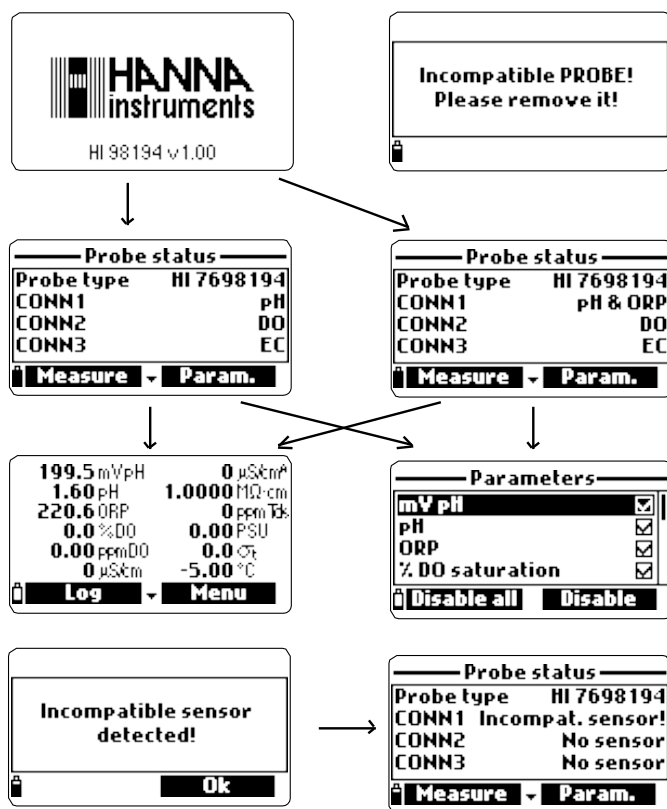 HANNA
instruments
HI 98194 v 1.00
Incompatible PROBE!
Please remove it!
Probe status
Probe type HI 7698194
CONN1 pH
CONN2 DO
CONN3 EC
Measure Param.
Probe status
Probe type HI 7698194
CONN1 pH & ORP
CONN2 DO
CONN3 EC
Measure Param.
199.5 mVpH 0 µS/cmᴬ
1.60 pH 1.0000 MΩ·cm
220.6 ORP 0 ppm Tds
0.0 %DO 0.00 PSU
0.00 ppmDO 0.0 σt
0 µS/cm -5.00 °C
Log Menu
Parameters
mV pH
pH
ORP
% DO saturation
Disable all Disable
Incompatible sensor
detected!
Ok
Probe status
Probe type HI 7698194
CONN1 Incompat. sensor!
CONN2 No sensor
CONN3 No sensor
Measure Param.